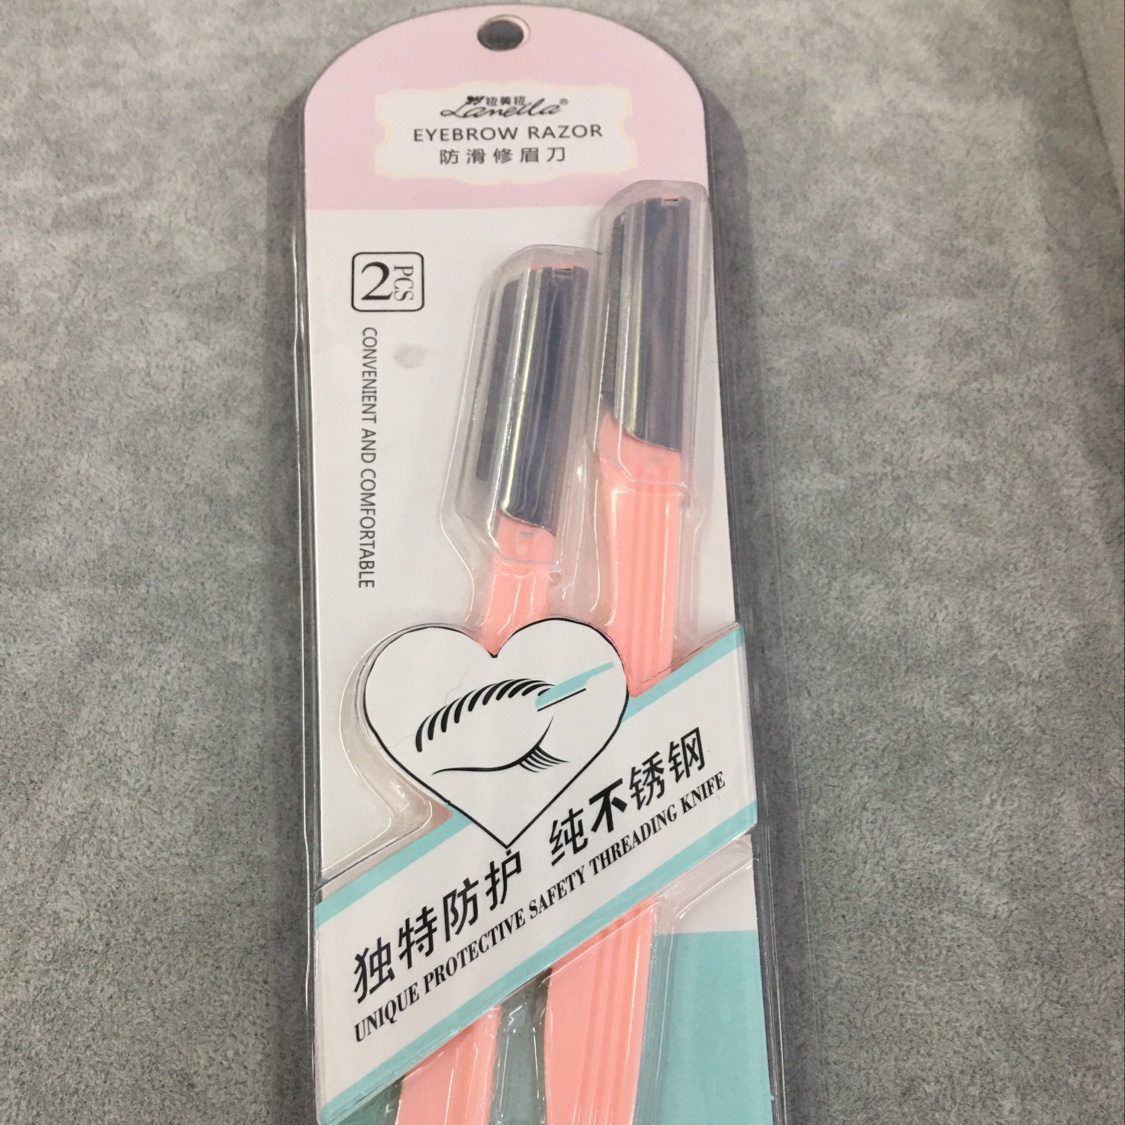 拉美拉
Lameila®
EYEBROW RAZOR
防滑修眉刀
2 PCS
CONVENIENT AND COMFORTABLE
独特防护 纯不锈钢
UNIQUE PROTECTIVE SAFETY THREADING KNIFE